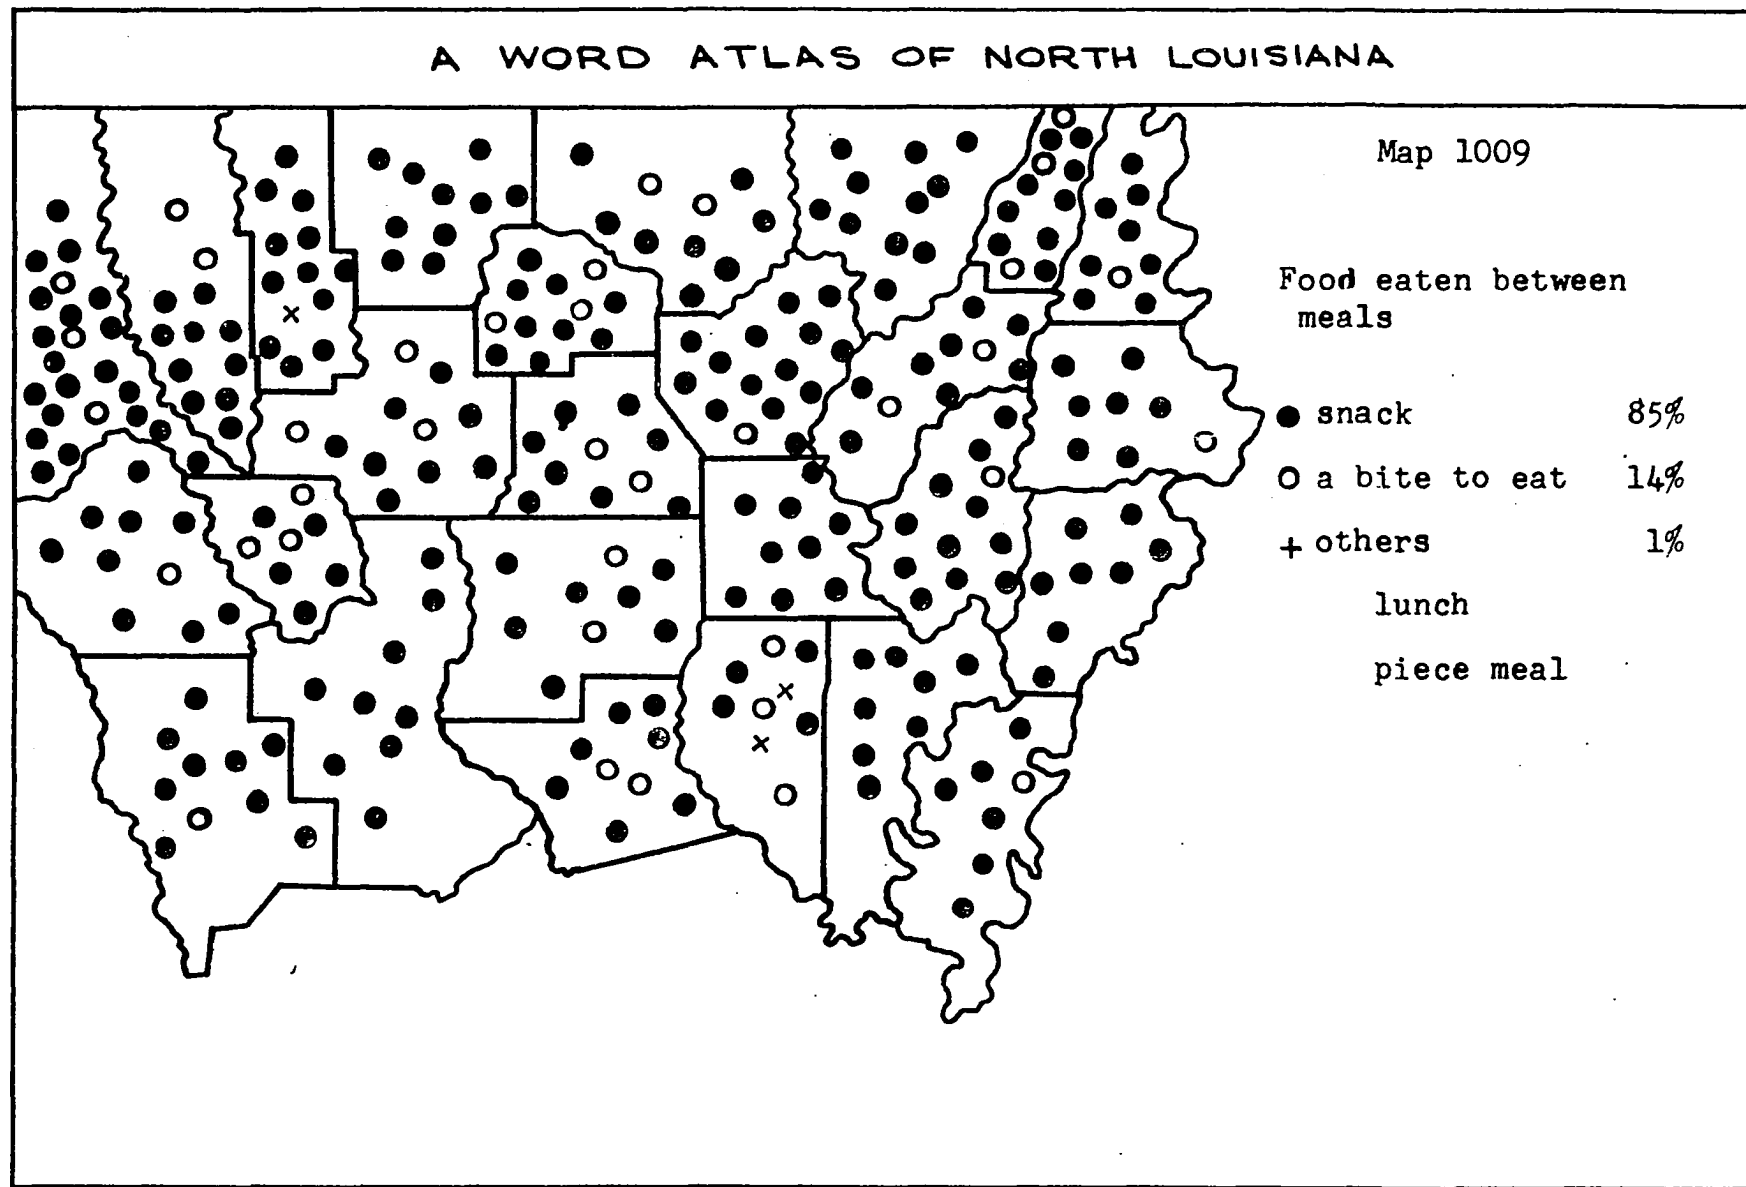 A WORD ATLAS OF NORTH LOUISIANA
Map 1009
Food eaten between
meals
snack 85%
a bite to eat 14%
+ others 1%
lunch
piece meal